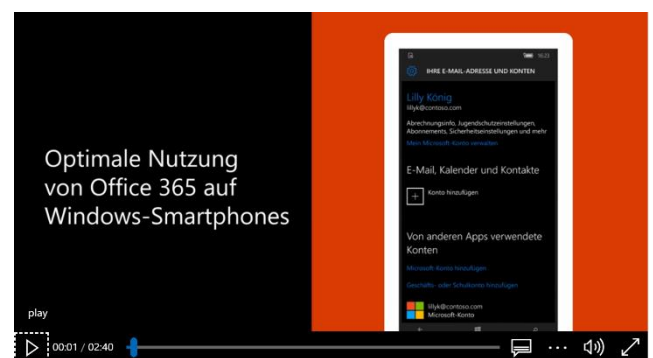 Optimale Nutzung
von Office 365 auf
Windows-Smartphones
10:23
IHRE E-MAIL-ADRESSE UND KONTEN
Lilly König
lillyk@contoso.com
Abrechnungsinfo, Jugendschutzeinstellungen,
Abonnements, Sicherheitseinstellungen und mehr
Mein Microsoft-Konto verwalten
E-Mail, Kalender und Kontakte
Konto hinzufügen
Von anderen Apps verwendete
Konten
Microsoft-Konto hinzufügen
Geschäfts- oder Schulkonto hinzufügen
lillyk@contoso.com
Microsoft-Konto
play
00:01 / 02:40